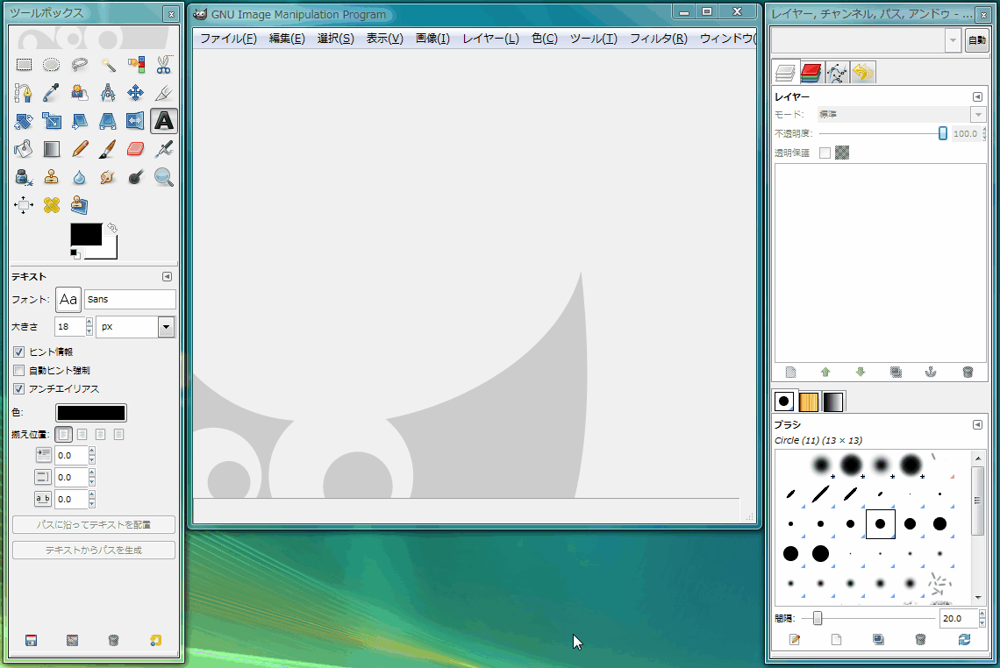 ツールボックス
テキスト
フォント:
Aa
Sans
大きさ
18
px
ヒント情報
自動ヒント強制
アンチエイリアス
色:
揃え位置:
0.0
0.0
a b
0.0
パスに沿ってテキストを配置
テキストからパスを生成
GNU Image Manipulation Program
ファイル(F) 編集(E) 選択(S) 表示(V) 画像(I) レイヤー(L) 色(C) ツール(T) フィルタ(R) ウィンドウ(
レイヤー, チャンネル, パス, アンドゥ - ...
自動
レイヤー
モード: 標準
不透明度: 100.0
透明保護
ブラシ
Circle (11) (13 × 13)
間隔: 20.0